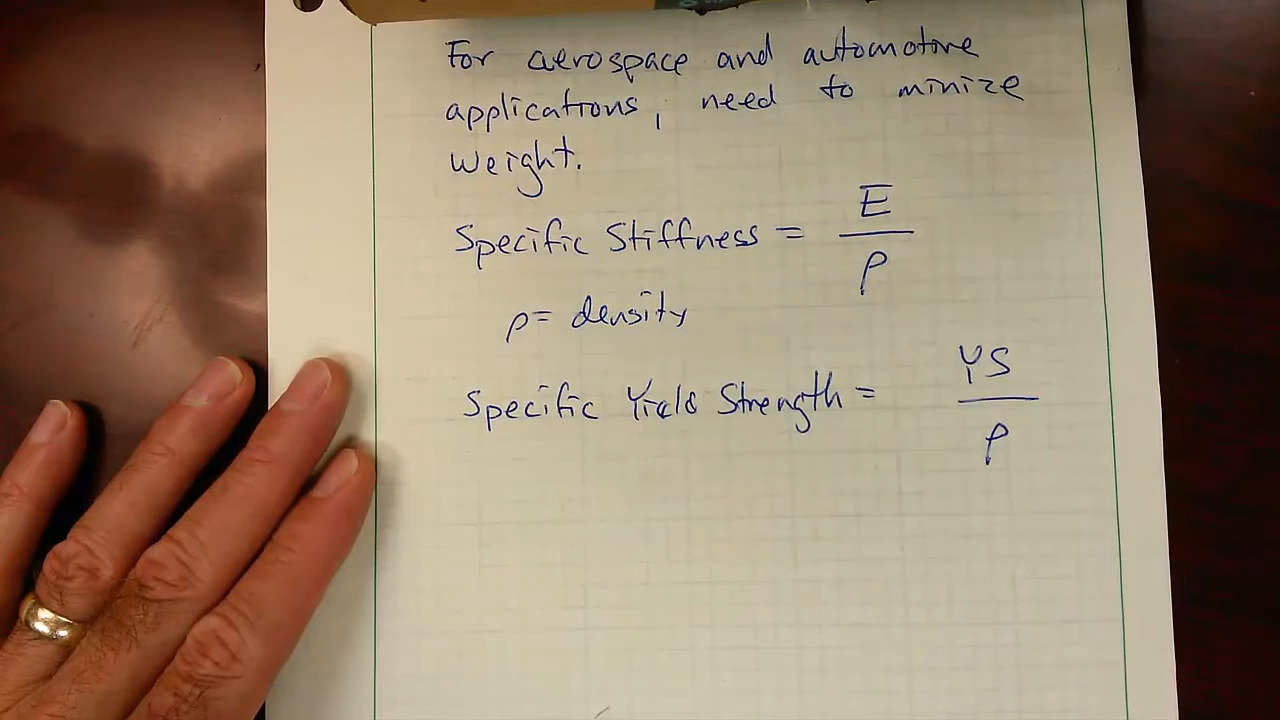 For aerospace and automotive
applications, need to minize
weight.
Specific Stiffness = E/ρ
ρ = density
Specific Yield Strength = YS/ρ